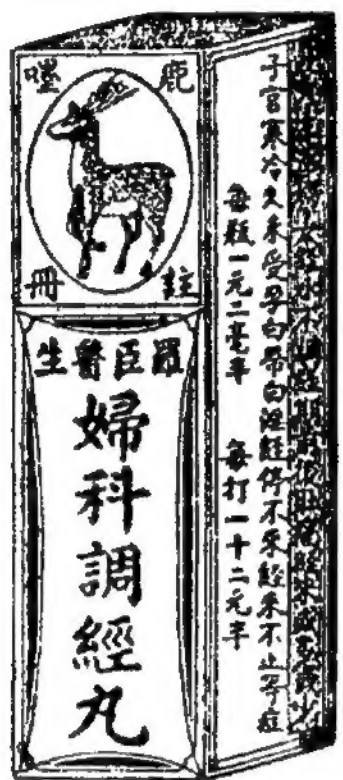 鹿嘜
註冊
羅臣醫生
婦科調經丸
子宮寒冷久未受孕白帶白淫經停不來經來不止等症
每瓶一元二毫半　每打一十二元半